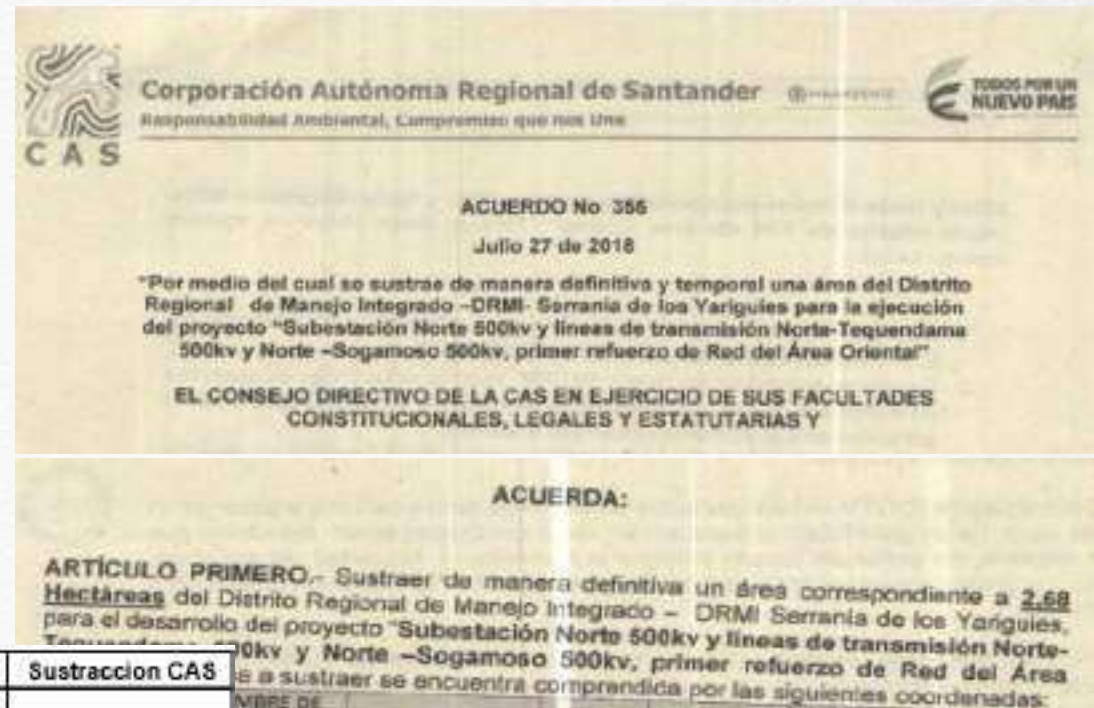 Corporación Autónoma Regional de Santander
Responsabilidad Ambiental, Compromiso que nos Une
CAS
TODOS POR UN
NUEVO PAÍS
ACUERDO No 356
Julio 27 de 2018
"Por medio del cual se sustrae de manera definitiva y temporal una área del Distrito
Regional de Manejo Integrado –DRMI- Serranía de los Yariguies para la ejecución
del proyecto "Subestación Norte 500kv y líneas de transmisión Norte-Tequendama
500kv y Norte –Sogamoso 500kv, primer refuerzo de Red del Área Oriental"
EL CONSEJO DIRECTIVO DE LA CAS EN EJERCICIO DE SUS FACULTADES
CONSTITUCIONALES, LEGALES Y ESTATUTARIAS Y
ACUERDA:
ARTÍCULO PRIMERO.- Sustraer de manera definitiva un área correspondiente a 2.68
Hectáreas del Distrito Regional de Manejo Integrado – DRMI Serranía de los Yariguies,
para el desarrollo del proyecto "Subestación Norte 500kv y líneas de transmisión Norte-
0kv y Norte –Sogamoso 500kv, primer refuerzo de Red del Área
Sustraccion CAS
a sustraer se encuentra comprendida por las siguientes coordenadas:
MBRE DE